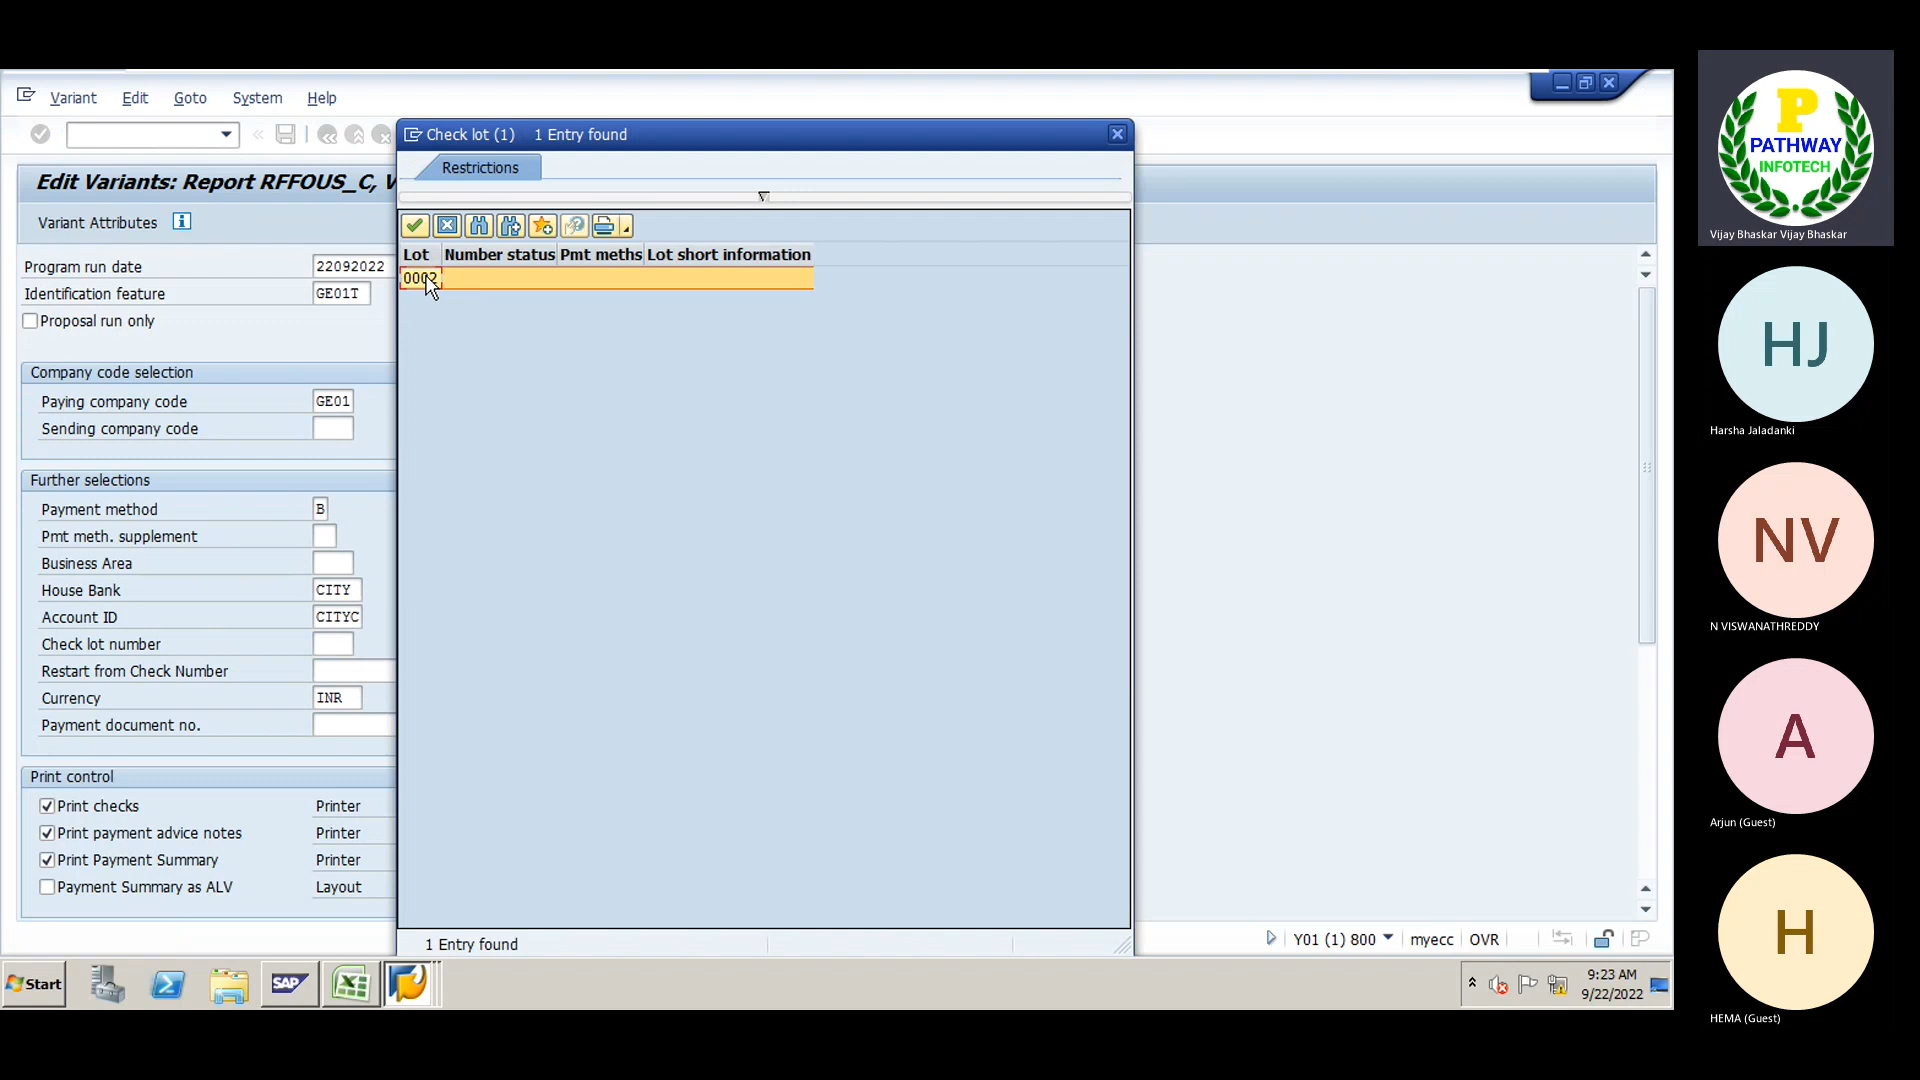 Variant Edit Goto System Help
Edit Variants: Report RFFOUS_C, V
Variant Attributes
Program run date 22092022
Identification feature GE01T
Proposal run only
Company code selection
Paying company code GE01
Sending company code
Further selections
Payment method B
Pmt meth. supplement
Business Area
House Bank CITY
Account ID CITYC
Check lot number
Restart from Check Number
Currency INR
Payment document no.
Print control
Print checks Printer
Print payment advice notes Printer
Print Payment Summary Printer
Payment Summary as ALV Layout
Check lot (1) 1 Entry found
Restrictions
Lot Number status Pmt meths Lot short information
0002
1 Entry found
Y01 (1) 800 myecc OVR
Start SAP
9:23 AM
9/22/2022
P
PATHWAY
INFOTECH
Vijay Bhaskar Vijay Bhaskar
HJ
Harsha Jaladanki
NV
N VISWANATHREDDY
A
Arjun (Guest)
H
HEMA (Guest)